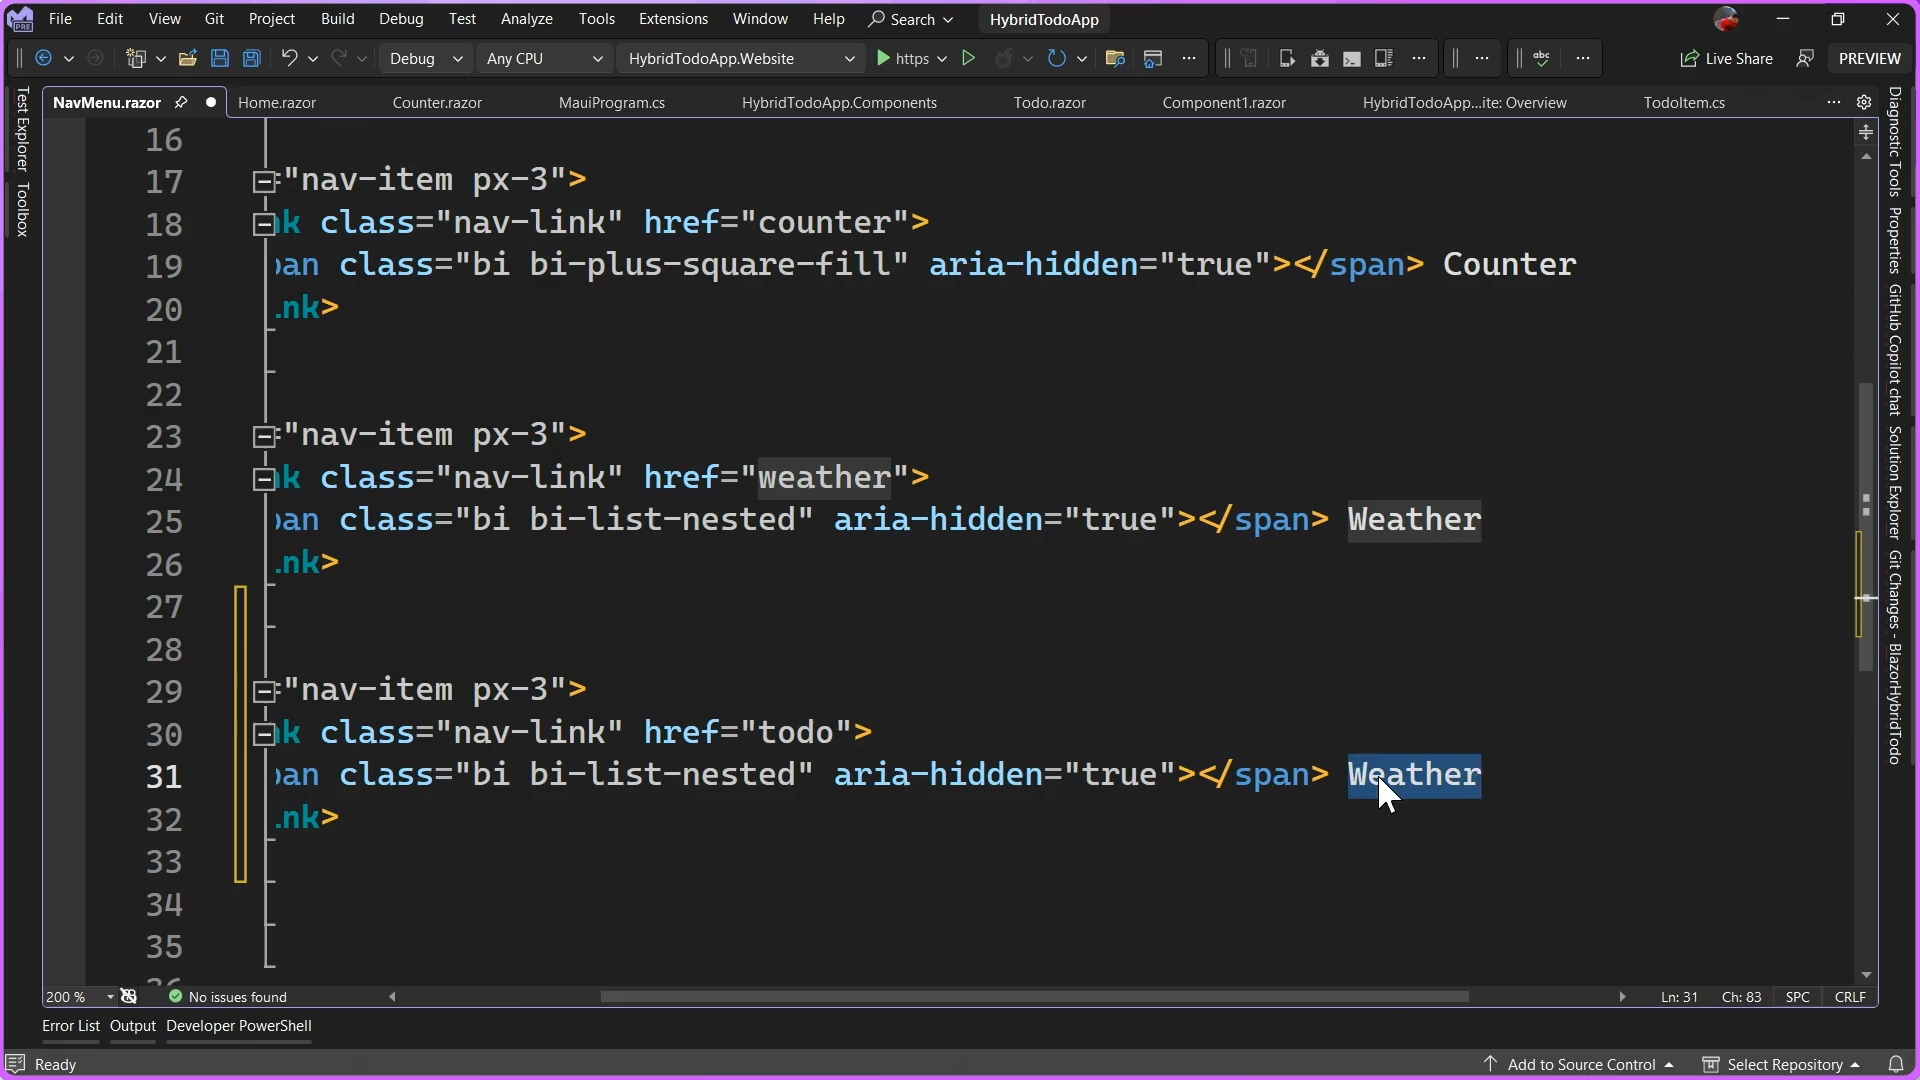 File Edit View Git Project Build Debug Test Analyze Tools Extensions Window Help Search HybridTodoApp
PRE
Debug Any CPU HybridTodoApp.Website https abc Live Share PREVIEW
NavMenu.razor Home.razor Counter.razor MauiProgram.cs HybridTodoApp.Components Todo.razor Component1.razor HybridTodoApp...ite: Overview TodoItem.cs
Test Explorer
Toolbox
16
17 "nav-item px-3">
18 k class="nav-link" href="counter">
19 an class="bi bi-plus-square-fill" aria-hidden="true"></span> Counter
20 nk>
21
22
23 "nav-item px-3">
24 k class="nav-link" href="weather">
25 an class="bi bi-list-nested" aria-hidden="true"></span> Weather
26 nk>
27
28
29 "nav-item px-3">
30 k class="nav-link" href="todo">
31 an class="bi bi-list-nested" aria-hidden="true"></span> Weather
32 nk>
33
34
35
Diagnostic Tools
Properties
GitHub Copilot chat
Solution Explorer
Git Changes - BlazorHybridTodo
200 % No issues found Ln: 31 Ch: 83 SPC CRLF
Error List Output Developer PowerShell
Ready Add to Source Control Select Repository